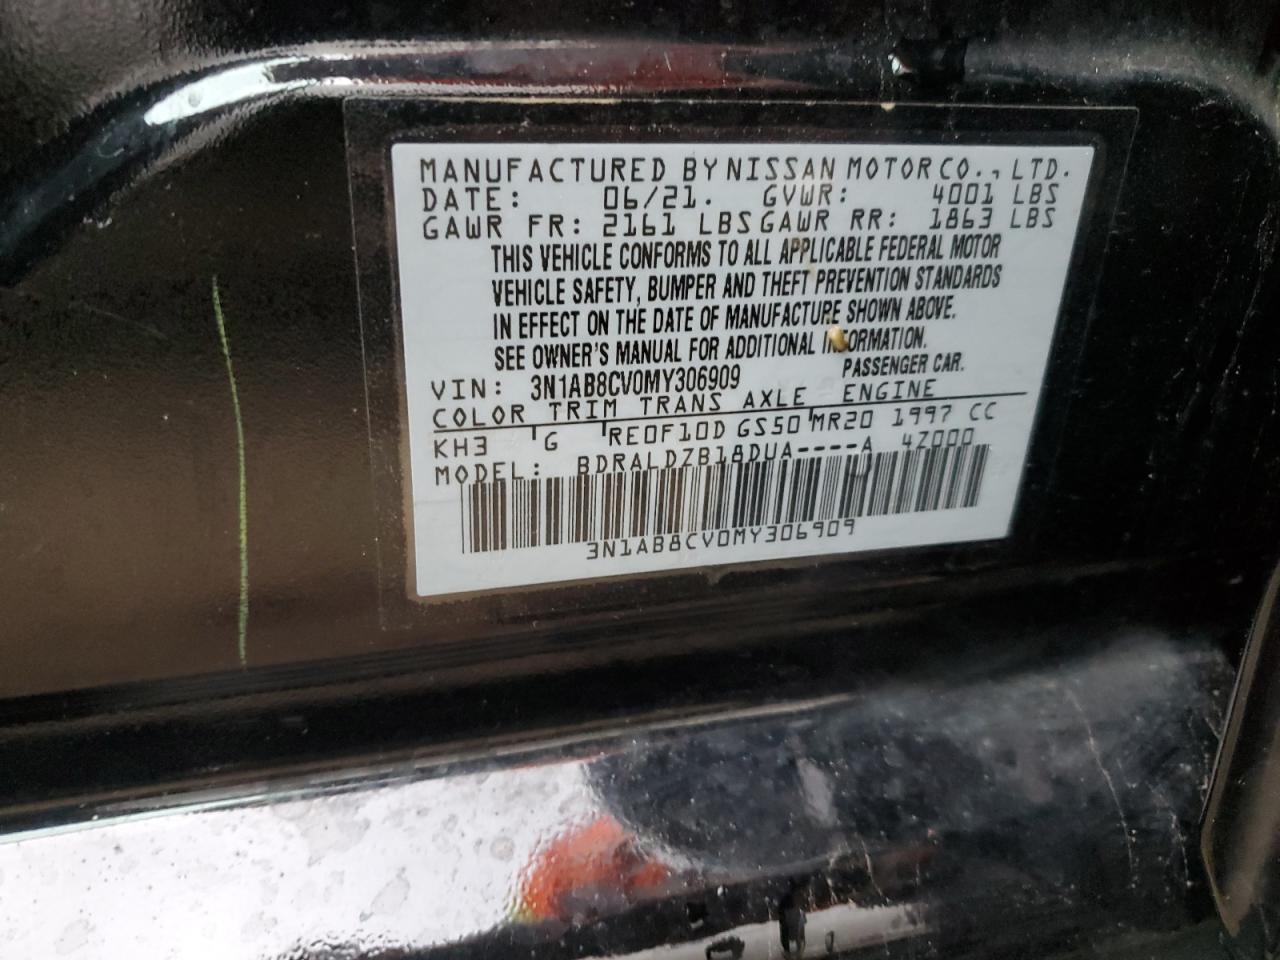 MANUFACTURED BY NISSAN MOTOR CO., LTD.
DATE: 06/21. GVWR: 4001 LBS
GAWR FR: 2161 LBS GAWR RR: 1863 LBS
THIS VEHICLE CONFORMS TO ALL APPLICABLE FEDERAL MOTOR
VEHICLE SAFETY, BUMPER AND THEFT PREVENTION STANDARDS
IN EFFECT ON THE DATE OF MANUFACTURE SHOWN ABOVE.
SEE OWNER'S MANUAL FOR ADDITIONAL INFORMATION.
VIN: 3N1AB8CV0MY306909 PASSENGER CAR.
COLOR TRIM TRANS AXLE ENGINE
KH3 G RE0F10D GS50 MR20 1997 CC
MODEL: BDRALDZB18DUA----A 4Z000
3N1AB8CV0MY306909